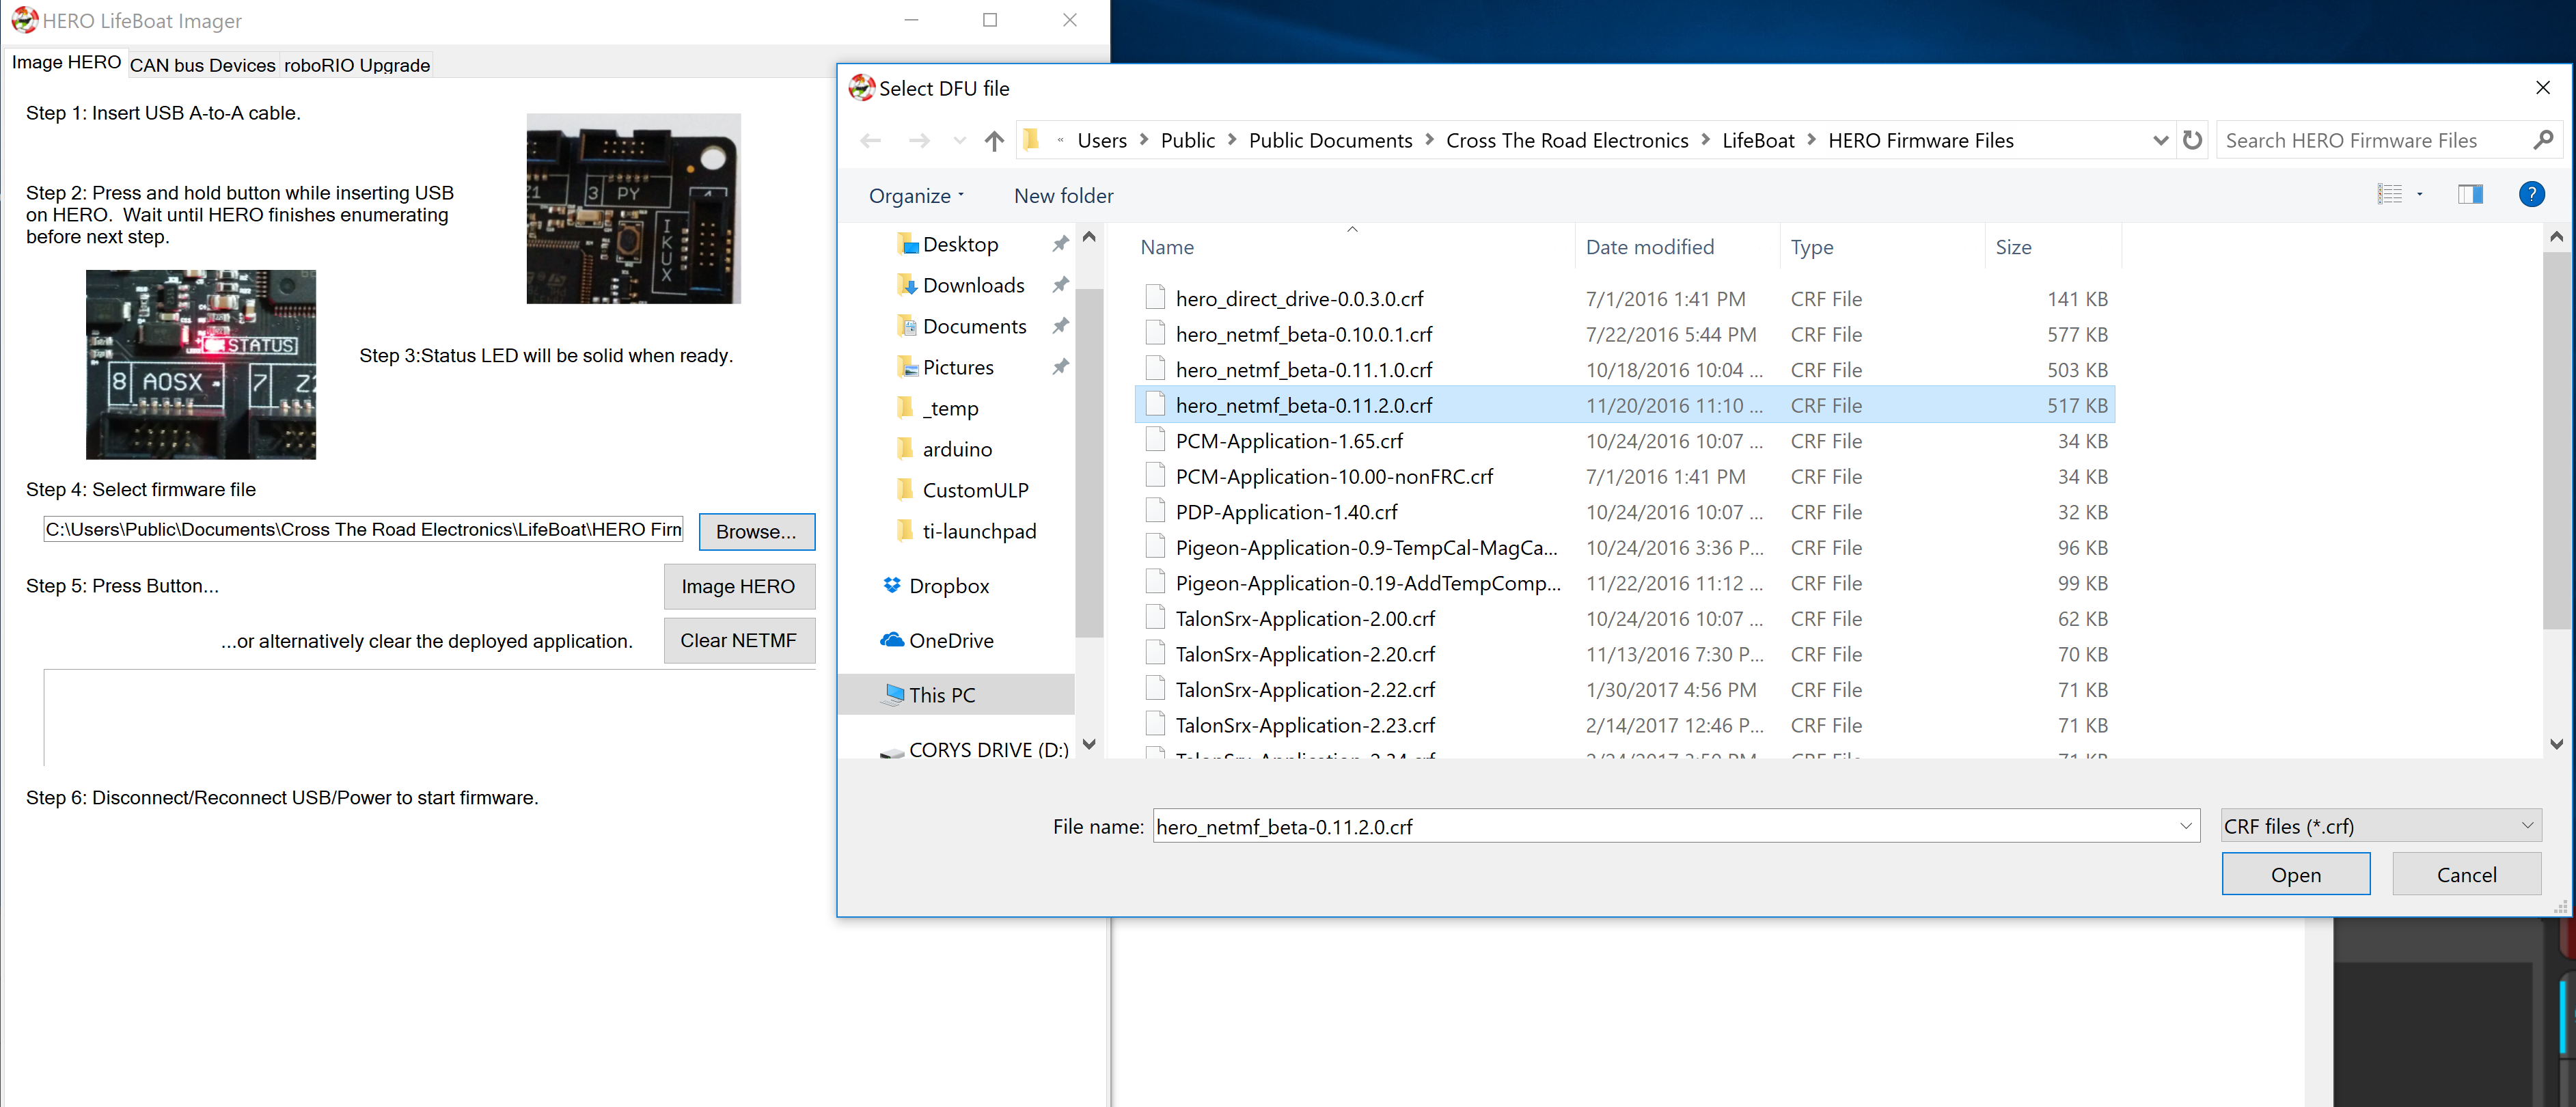 HERO LifeBoat Imager
Image HERO
CAN bus Devices
roboRIO Upgrade
Step 1: Insert USB A-to-A cable.
3 PY
IKUX
Step 2: Press and hold button while inserting USB
on HERO.  Wait until HERO finishes enumerating
before next step.
STATUS
8 AOSX
7
Step 3:Status LED will be solid when ready.
Step 4: Select firmware file
C:\Users\Public\Documents\Cross The Road Electronics\LifeBoat\HERO Firm
Browse...
Step 5: Press Button...
Image HERO
...or alternatively clear the deployed application.
Clear NETMF
Step 6: Disconnect/Reconnect USB/Power to start firmware.
Select DFU file
« Users > Public > Public Documents > Cross The Road Electronics > LifeBoat > HERO Firmware Files
Search HERO Firmware Files
Organize
New folder
?
Desktop
Downloads
Documents
Pictures
_temp
arduino
CustomULP
ti-launchpad
Dropbox
OneDrive
This PC
CORYS DRIVE (D:)
Name Date modified Type Size
hero_direct_drive-0.0.3.0.crf 7/1/2016 1:41 PM CRF File 141 KB
hero_netmf_beta-0.10.0.1.crf 7/22/2016 5:44 PM CRF File 577 KB
hero_netmf_beta-0.11.1.0.crf 10/18/2016 10:04 ... CRF File 503 KB
hero_netmf_beta-0.11.2.0.crf 11/20/2016 11:10 ... CRF File 517 KB
PCM-Application-1.65.crf 10/24/2016 10:07 ... CRF File 34 KB
PCM-Application-10.00-nonFRC.crf 7/1/2016 1:41 PM CRF File 34 KB
PDP-Application-1.40.crf 10/24/2016 10:07 ... CRF File 32 KB
Pigeon-Application-0.9-TempCal-MagCa... 10/24/2016 3:36 P... CRF File 96 KB
Pigeon-Application-0.19-AddTempComp... 11/22/2016 11:12 ... CRF File 99 KB
TalonSrx-Application-2.00.crf 10/24/2016 10:07 ... CRF File 62 KB
TalonSrx-Application-2.20.crf 11/13/2016 7:30 P... CRF File 70 KB
TalonSrx-Application-2.22.crf 1/30/2017 4:56 PM CRF File 71 KB
TalonSrx-Application-2.23.crf 2/14/2017 12:46 P... CRF File 71 KB
File name:
hero_netmf_beta-0.11.2.0.crf
CRF files (*.crf)
Open
Cancel